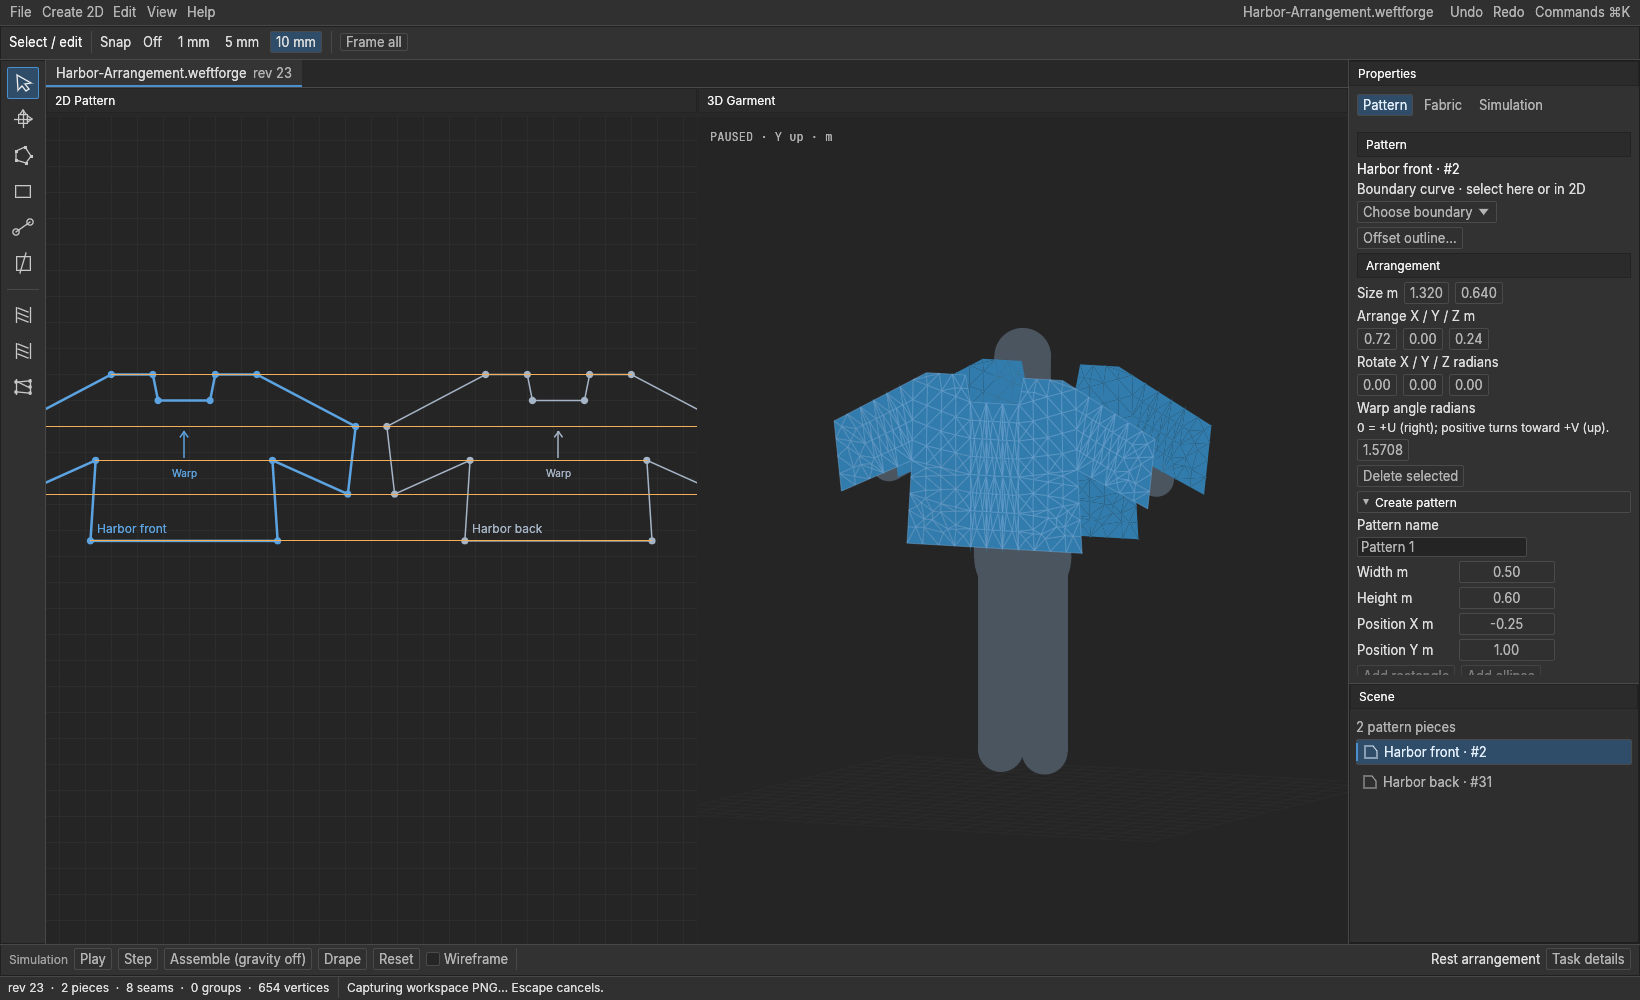 File Create 2D Edit View Help Harbor-Arrangement.weftforge Undo Redo Commands ⌘K
Select / edit Snap Off 1 mm 5 mm 10 mm Frame all
Harbor-Arrangement.weftforge rev 23
2D Pattern
3D Garment
PAUSED · Y up · m
Warp
Warp
Harbor front
Harbor back
Properties
Pattern Fabric Simulation
Pattern
Harbor front · #2
Boundary curve · select here or in 2D
Choose boundary
Offset outline...
Arrangement
Size m 1.320 0.640
Arrange X / Y / Z m
0.72 0.00 0.24
Rotate X / Y / Z radians
0.00 0.00 0.00
Warp angle radians
0 = +U (right); positive turns toward +V (up).
1.5708
Delete selected
Create pattern
Pattern name
Pattern 1
Width m 0.50
Height m 0.60
Position X m -0.25
Position Y m 1.00
Add rectangle Add ellipse
Scene
2 pattern pieces
Harbor front · #2
Harbor back · #31
Simulation Play Step Assemble (gravity off) Drape Reset Wireframe Rest arrangement Task details
rev 23 · 2 pieces · 8 seams · 0 groups · 654 vertices Capturing workspace PNG... Escape cancels.